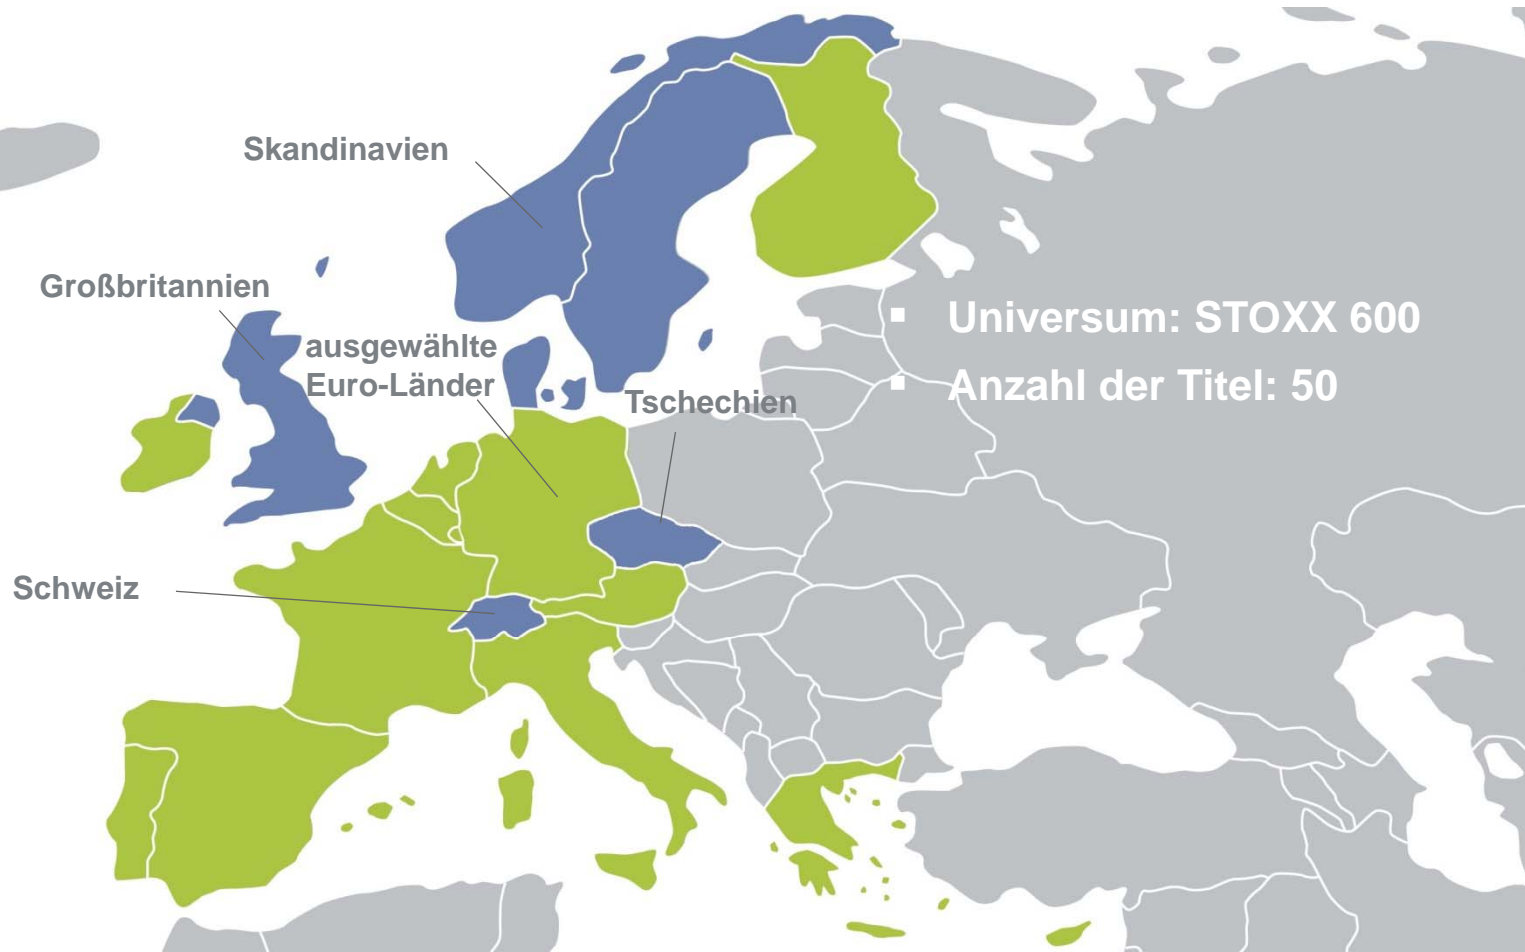 Skandinavien
Großbritannien
ausgewählte
Euro-Länder
Tschechien
Schweiz
▪ Universum: STOXX 600
▪ Anzahl der Titel: 50